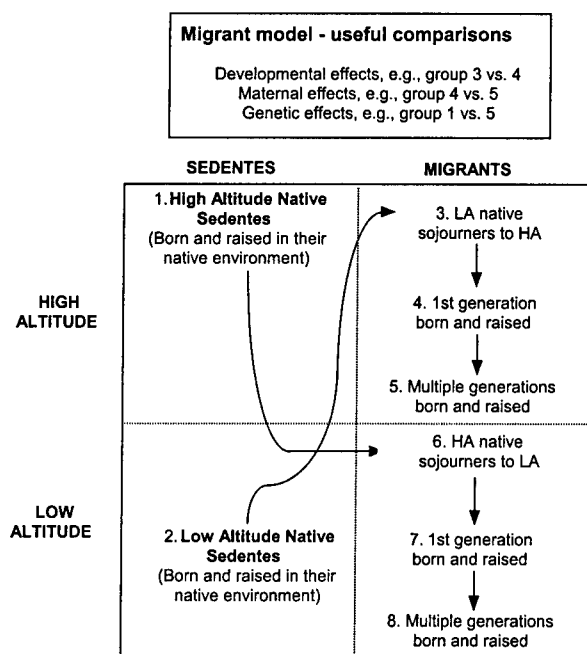 Migrant model - useful comparisons
Developmental effects, e.g., group 3 vs. 4
Maternal effects, e.g., group 4 vs. 5
Genetic effects, e.g., group 1 vs. 5
SEDENTES
MIGRANTS
HIGH
ALTITUDE
1. High Altitude Native
Sedentes
(Born and raised in their
native environment)
3. LA native
sojourners to HA
4. 1st generation
born and raised
5. Multiple generations
born and raised
LOW
ALTITUDE
2. Low Altitude Native
Sedentes
(Born and raised in their
native environment)
6. HA native
sojourners to LA
7. 1st generation
born and raised
8. Multiple generations
born and raised